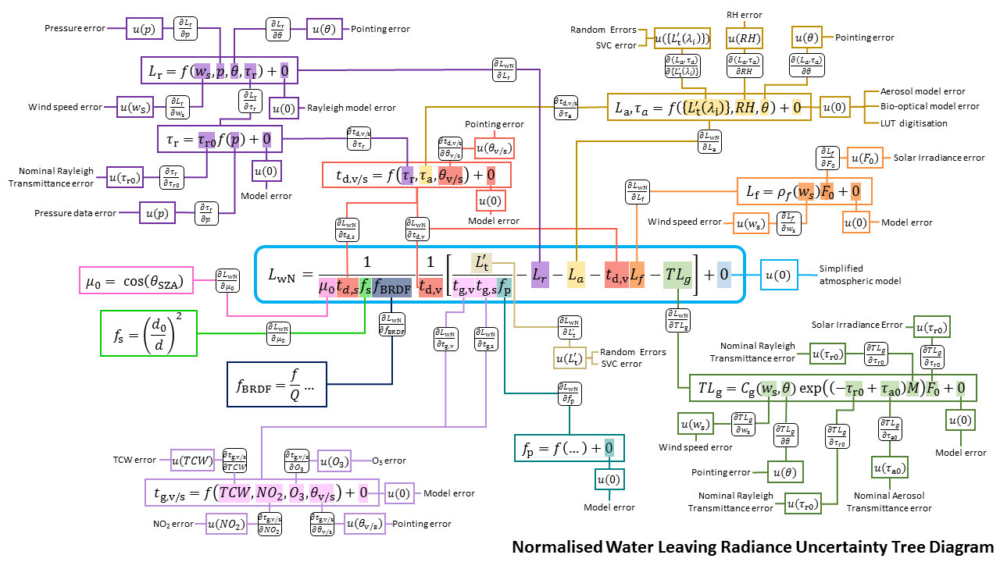 Pressure error
u(p)
∂L_r/∂p
∂L_r/∂θ
u(θ)
Pointing error
L_r = f(w_s, p, θ, τ_r) + 0
Wind speed error
u(w_S)
∂L_r/∂w_s
∂L_r/∂τ_r
u(0)
Rayleigh model error
∂L_wN/∂L_r
τ_r = τ_r0 f(p) + 0
Nominal Rayleigh
Transmittance error
u(τ_r0)
∂τ_r/∂τ_r0
u(0)
Model error
Pressure data error
u(p)
∂τ_r/∂p
∂t_d,v/s/∂τ_r
Pointing error
∂t_d,v/s/∂θ_v/s
u(θ_v/s)
t_d,v/s = f(τ_r, τ_a, θ_v/s) + 0
u(0)
Model error
∂L_wN/∂t_d,s
∂L_wN/∂t_d,v
∂t_d,v/s/∂τ_a
Random Errors
SVC error
u({L′_t(λ_i)})
∂(L_a, τ_a)/∂{L′_t(λ_i)}
RH error
u(RH)
∂(L_a, τ_a)/∂RH
u(θ)
Pointing error
∂(L_a, τ_a)/∂θ
L_a, τ_a = f({L′_t(λ_i)}, RH, θ) + 0
u(0)
Aerosol model error
Bio-optical model error
LUT digitisation
∂L_wN/∂L_a
∂L_f/∂F_0
u(F_0)
Solar Irradiance error
∂L_wN/∂L_f
L_f = ρ_f(w_s)F_0 + 0
Wind speed error
u(w_s)
∂L_f/∂w_s
u(0)
Model error
L_wN = 1/(μ_0 t_d,s f_s f_BRDF) 1/t_d,v [L′_t/(t_g,v t_g,s f_p) − L_r − L_a − t_d,v L_f − TL_g] + 0
u(0)
Simplified
atmospheric model
μ_0 = cos(θ_SZA)
∂L_wN/∂μ_0
f_s = (d_0/d)^2
∂L_wN/∂μ_0
f_BRDF = f/Q …
∂L_wN/∂f_BRDF
∂L_wN/∂t_g,v
∂L_wN/∂t_g,s
∂L_wN/∂L′_t
u(L′_t)
Random Errors
SVC error
∂L_wN/∂f_p
f_p = f(…) + 0
u(0)
Model error
TCW error
u(TCW)
∂t_g,v/s/∂TCW
∂t_g,v/s/∂O_3
u(O_3)
O3 error
t_g,v/s = f(TCW, NO_2, O_3, θ_v/s) + 0
u(0)
Model error
NO2 error
u(NO_2)
∂t_g,v/s/∂NO_2
∂t_g,v/s/∂θ_v/s
u(θ_v/s)
Pointing error
∂L_wN/∂TL_g
Solar Irradiance Error
u(τ_r0)
Nominal Rayleigh
Transmittance error
u(τ_r0)
∂TL_g/∂τ_r0
∂TL_g/∂τ_r0
TL_g = C_g(w_s, θ) exp((−τ_r0 + τ_a0)M)F_0 + 0
u(w_s)
∂TL_g/∂w_s
Wind speed error
∂TL_g/∂θ
∂TL_g/∂τ_r0
∂TL_g/∂τ_a0
u(0)
Model error
Pointing error
u(θ)
u(τ_a0)
Nominal Rayleigh
Transmittance error
u(τ_r0)
Nominal Aerosol
Transmittance error
Normalised Water Leaving Radiance Uncertainty Tree Diagram